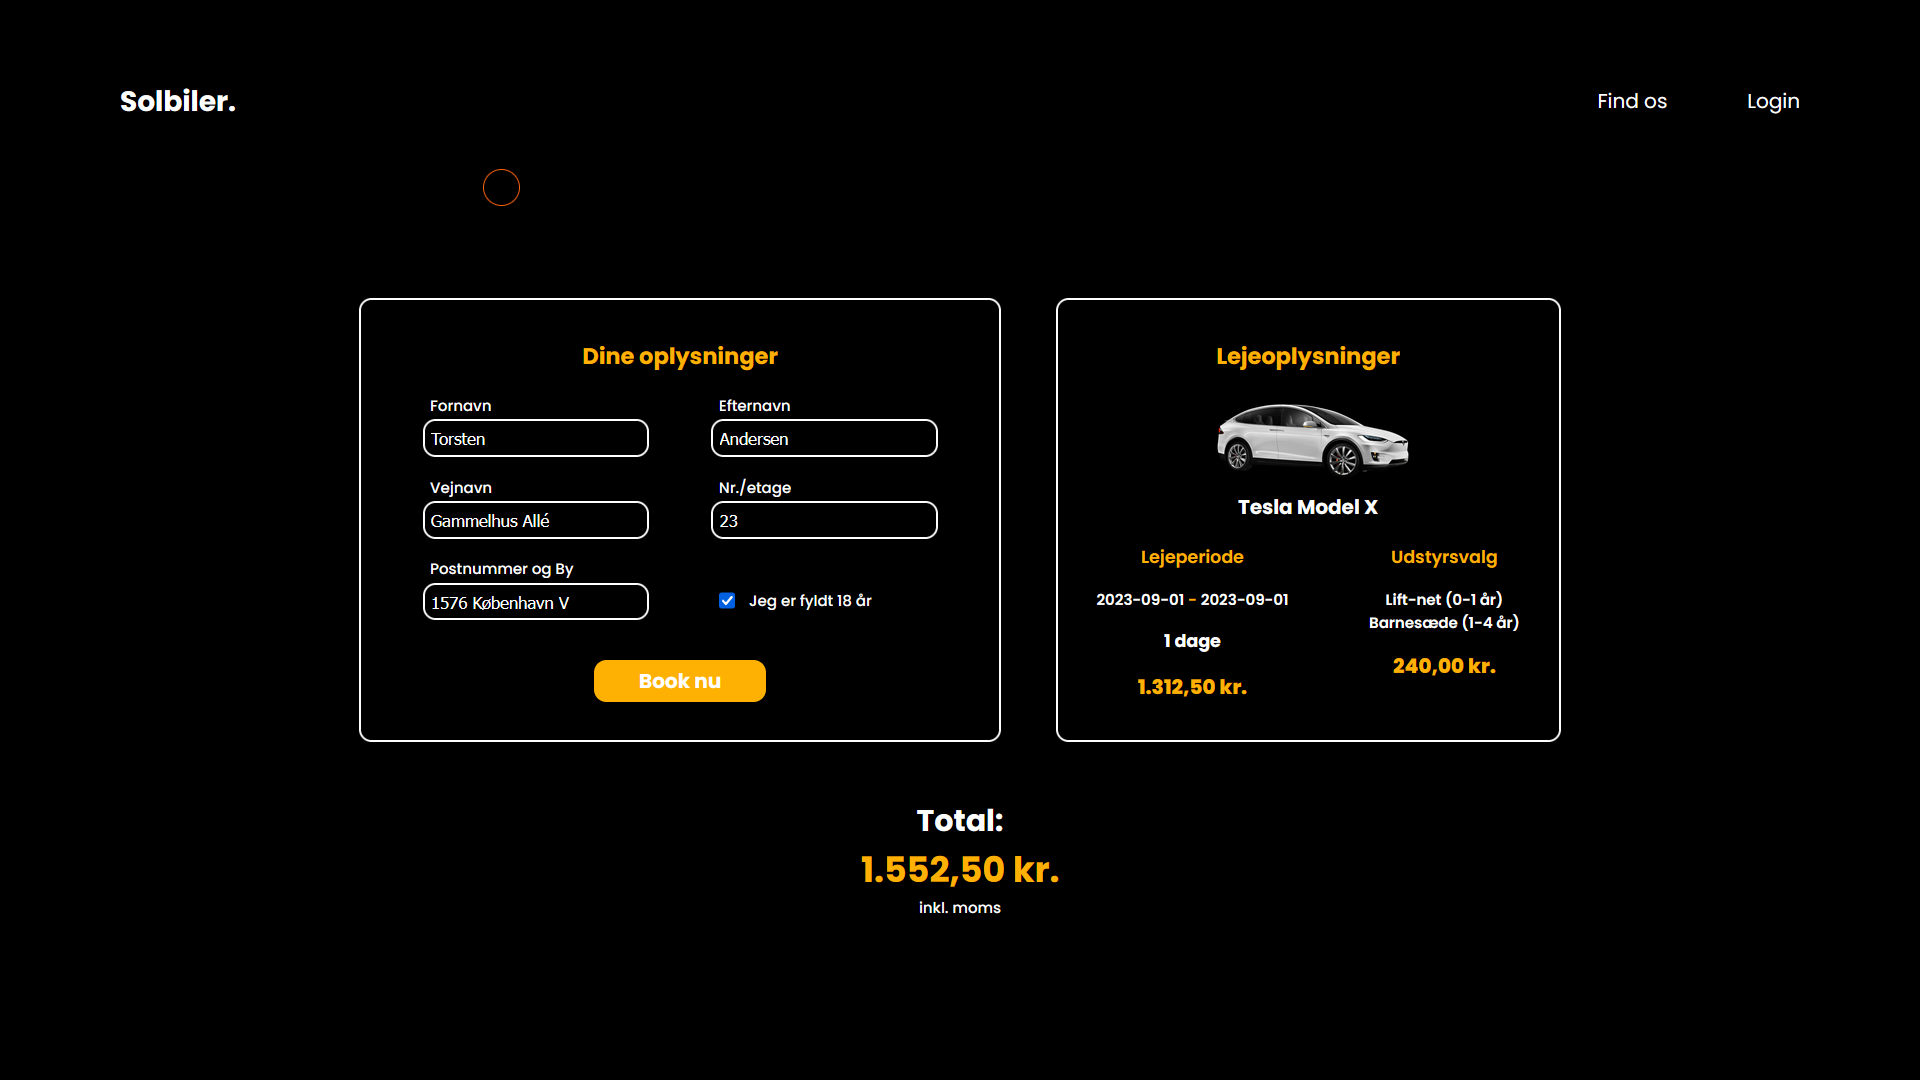 Solbiler.
Find os
Login
Dine oplysninger
Fornavn
Efternavn
Torsten
Andersen
Vejnavn
Nr./etage
Gammelhus Allé
23
Postnummer og By
1576 København V
Jeg er fyldt 18 år
Book nu
Lejeoplysninger
Tesla Model X
Lejeperiode
2023-09-01 - 2023-09-01
1 dage
1.312,50 kr.
Udstyrsvalg
Lift-net (0-1 år)
Barnesæde (1-4 år)
240,00 kr.
Total:
1.552,50 kr.
inkl. moms